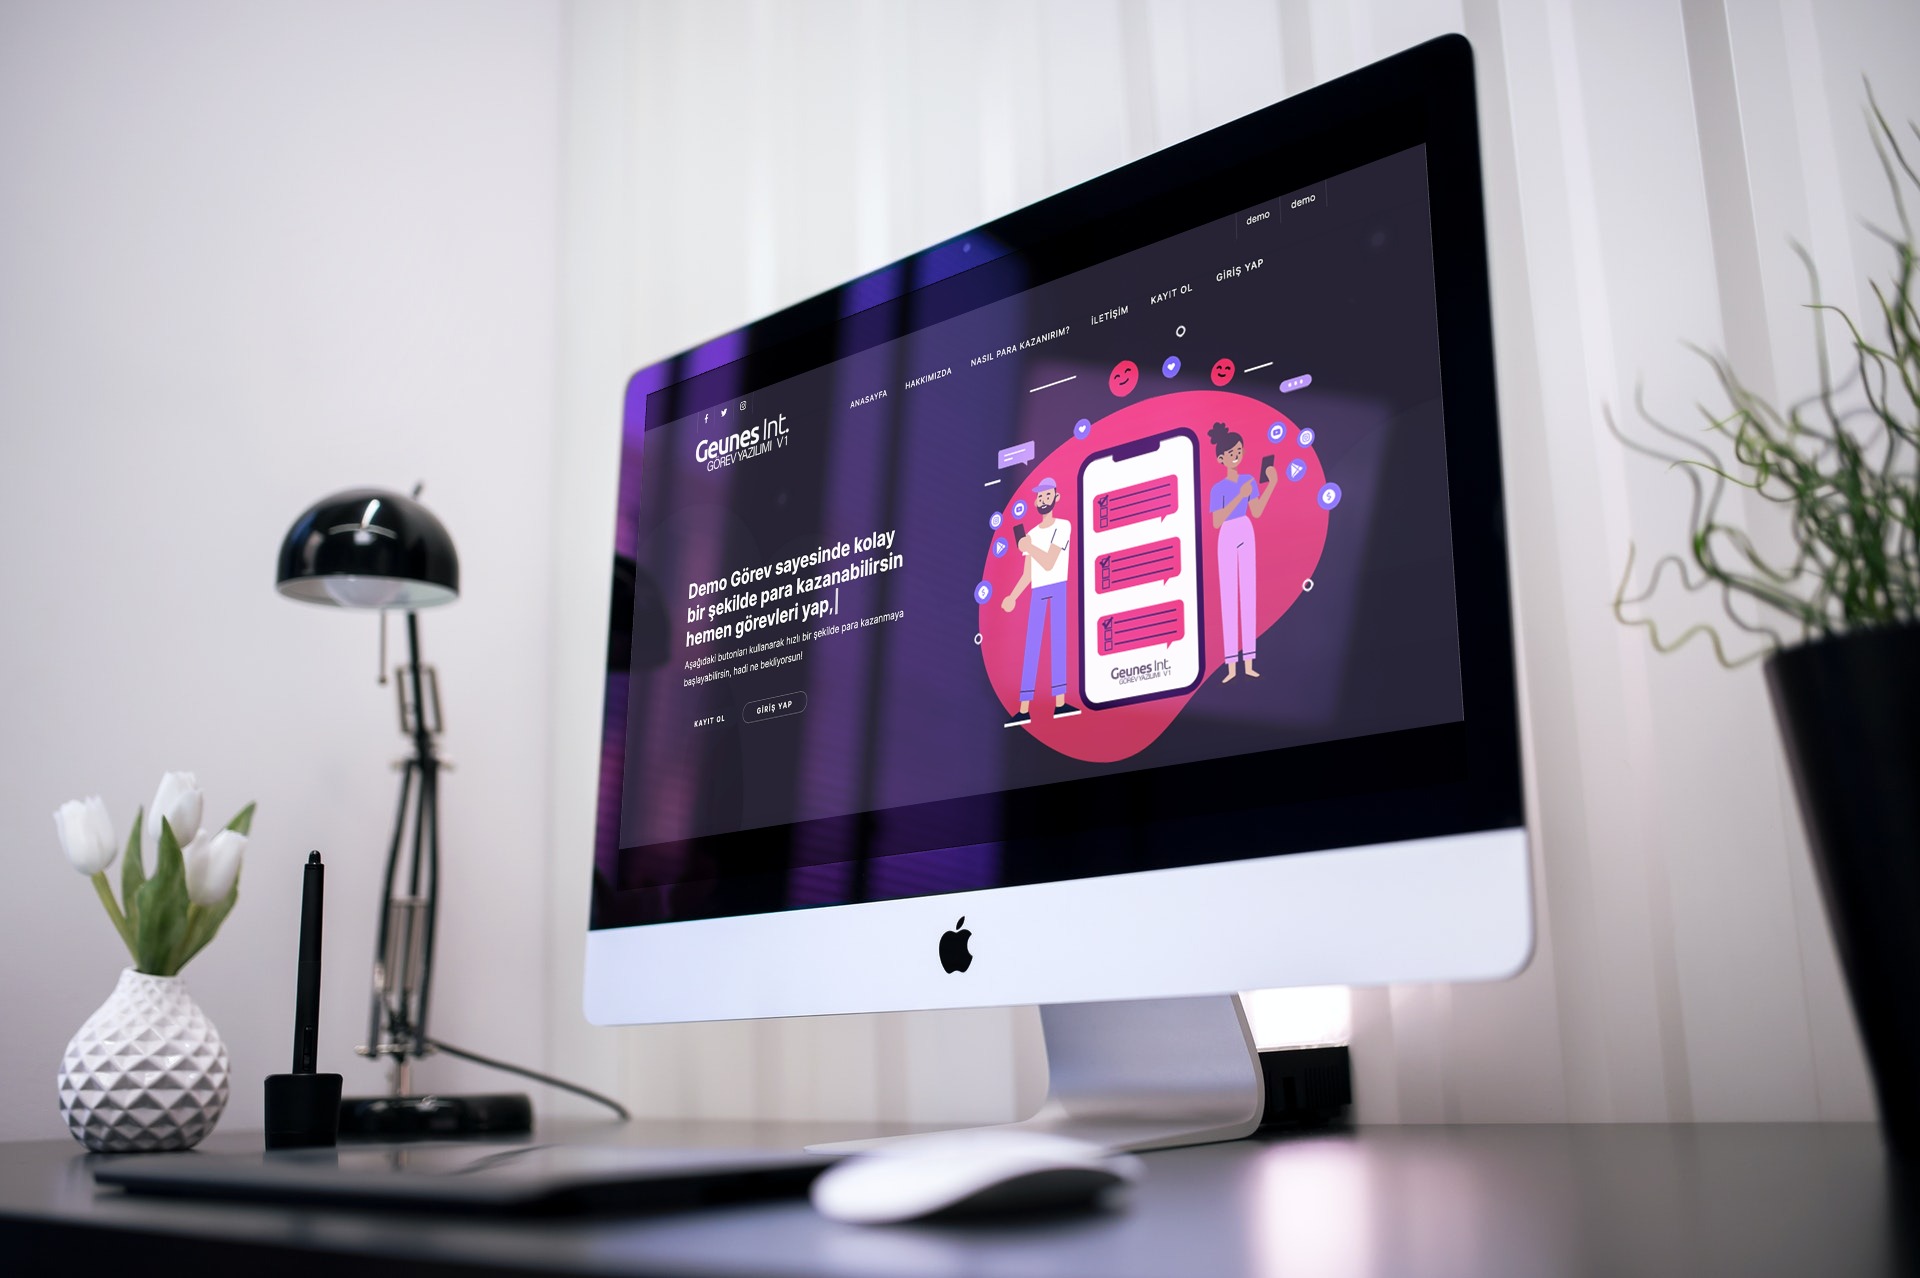 demo
demo
ANASAYFA
HAKKIMIZDA
NASIL PARA KAZANIRIM?
İLETİŞİM
KAYIT OL
GİRİŞ YAP
Geunes Int.
GÖREV YAZILIMI V1
Demo Görev sayesinde kolay
bir şekilde para kazanabilirsin
hemen görevleri yap,
Aşağıdaki butonları kullanarak hızlı bir şekilde para kazanmaya
başlayabilirsin, hadi ne bekliyorsun!
KAYIT OL
GİRİŞ YAP
Geunes Int.
GÖREV YAZILIMI V1